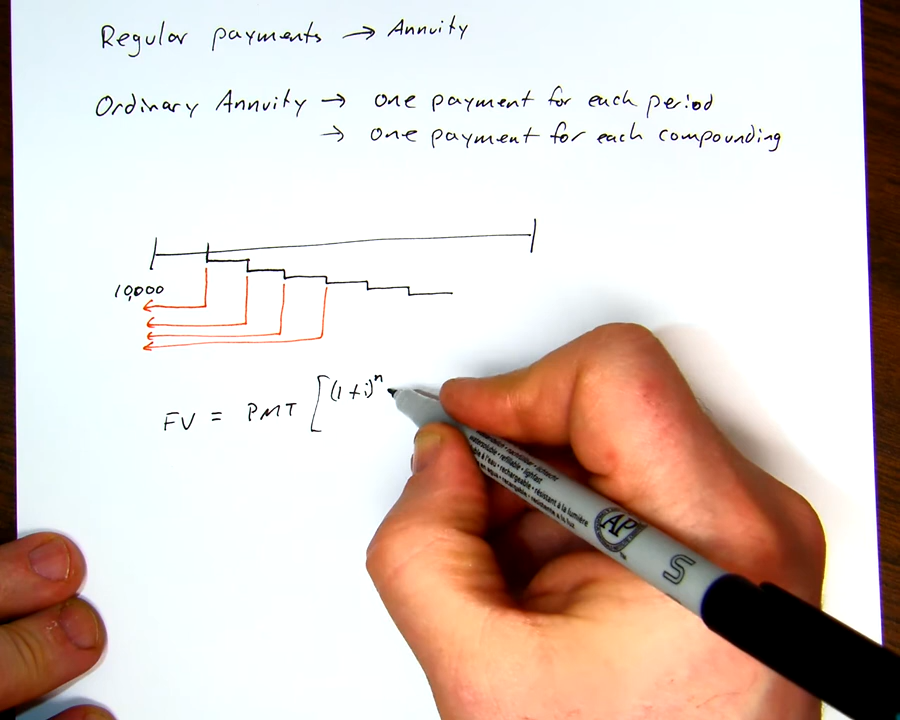 Regular payments → Annuity
Ordinary Annuity → one payment for each period
→ one payment for each compounding
10,000
FV = PMT [(1+i)^n
AP
S